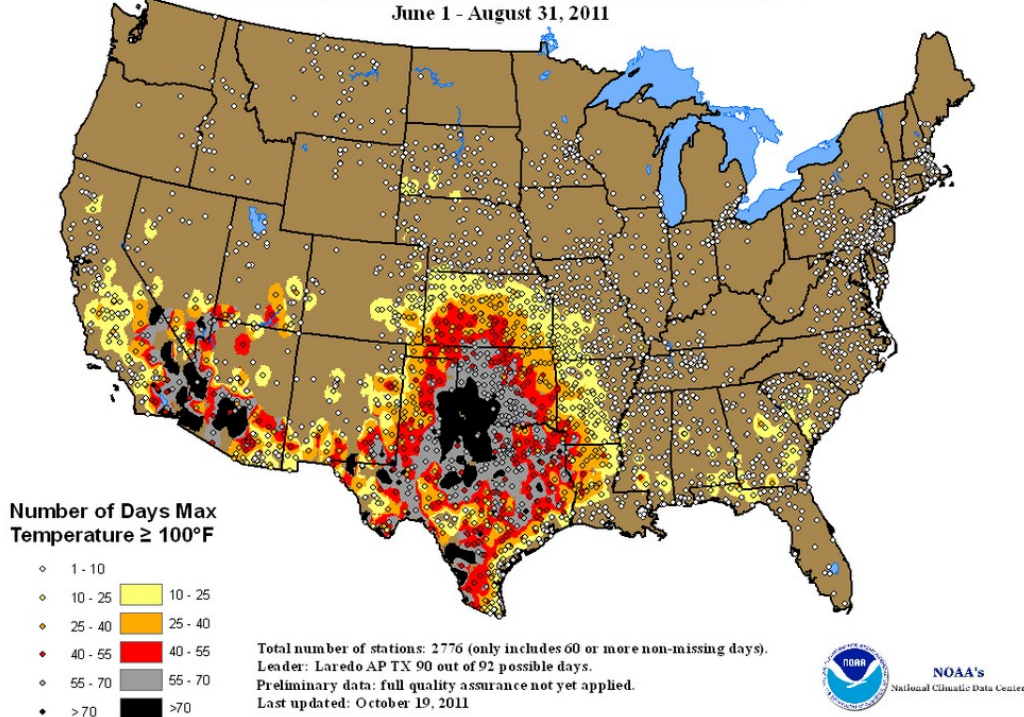 June 1 - August 31, 2011
Number of Days Max
Temperature ≥ 100°F
1 - 10
10 - 25 10 - 25
25 - 40 25 - 40
40 - 55 40 - 55
55 - 70 55 - 70
> 70 >70
Total number of stations: 2776 (only includes 60 or more non-missing days).
Leader: Laredo AP TX 90 out of 92 possible days.
Preliminary data: full quality assurance not yet applied.
Last updated: October 19, 2011
NOAA
NOAA's
National Climatic Data Center